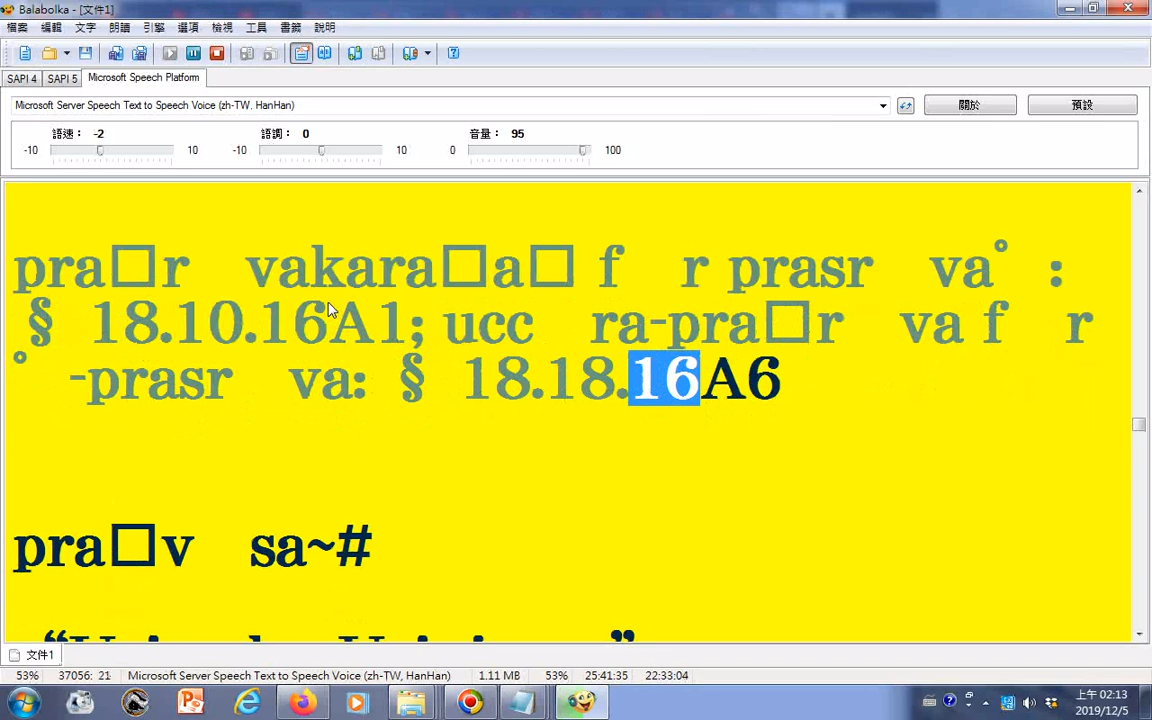 Balabolka - [文件1]
檔案 編輯 文字 朗讀 引擎 選項 檢視 工具 書籤 說明
SAPI 4 SAPI 5 Microsoft Speech Platform
Microsoft Server Speech Text to Speech Voice (zh-TW, HanHan) 關於 預設
語速： -2 語調： 0 音量： 95
-10 10 -10 10 0 100
pra□r vakara□a□ f r prasr va° :
§ 18.10.16A1; ucc ra-pra□r va f r
° -prasr va: § 18.18.16A6
pra□v sa~#
文件1
53% 37056: 21 Microsoft Server Speech Text to Speech Voice (zh-TW, HanHan) 1.11 MB 53% 25:41:35 22:33:04
上午 02:13
2019/12/5